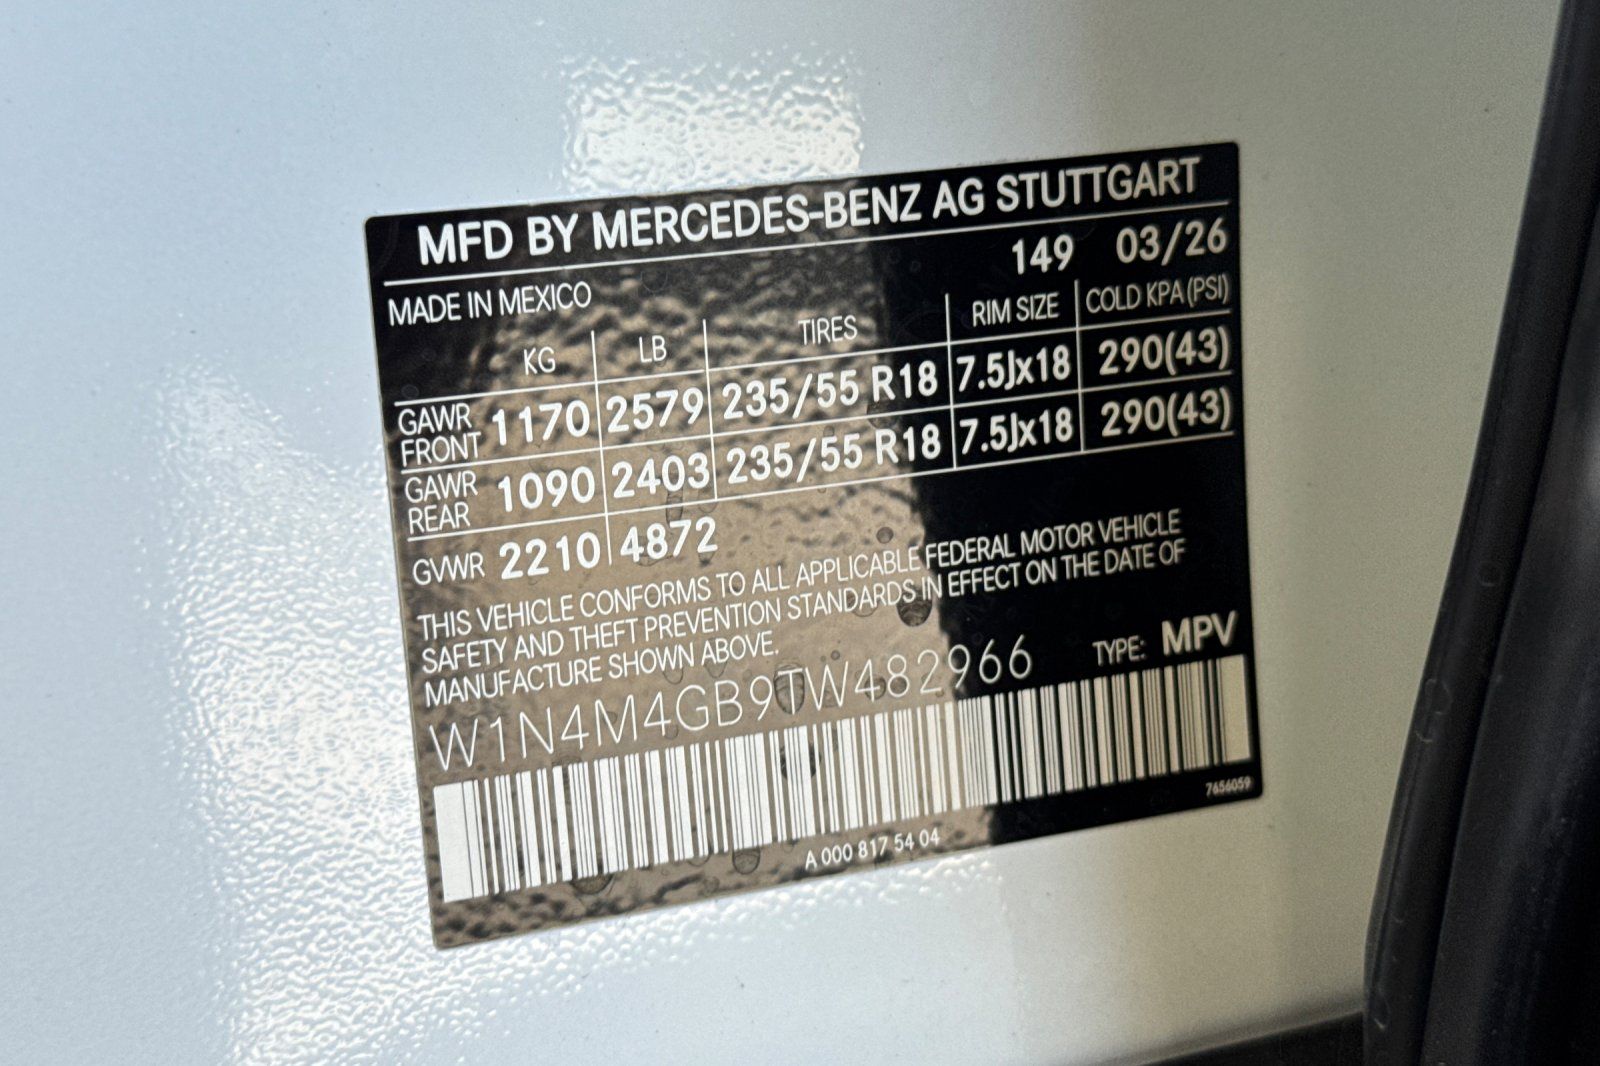 MFD BY MERCEDES-BENZ AG STUTTGART
149 03/26
MADE IN MEXICO
KG LB TIRES RIM SIZE COLD KPA (PSI)
GAWR FRONT 1170 2579 235/55 R18 7.5Jx18 290(43)
GAWR REAR 1090 2403 235/55 R18 7.5Jx18 290(43)
GVWR 2210 4872
THIS VEHICLE CONFORMS TO ALL APPLICABLE FEDERAL MOTOR VEHICLE
SAFETY AND THEFT PREVENTION STANDARDS IN EFFECT ON THE DATE OF
MANUFACTURE SHOWN ABOVE.
W1N4M4GB9TW482966 TYPE: MPV
7656059
A 000 817 54 04